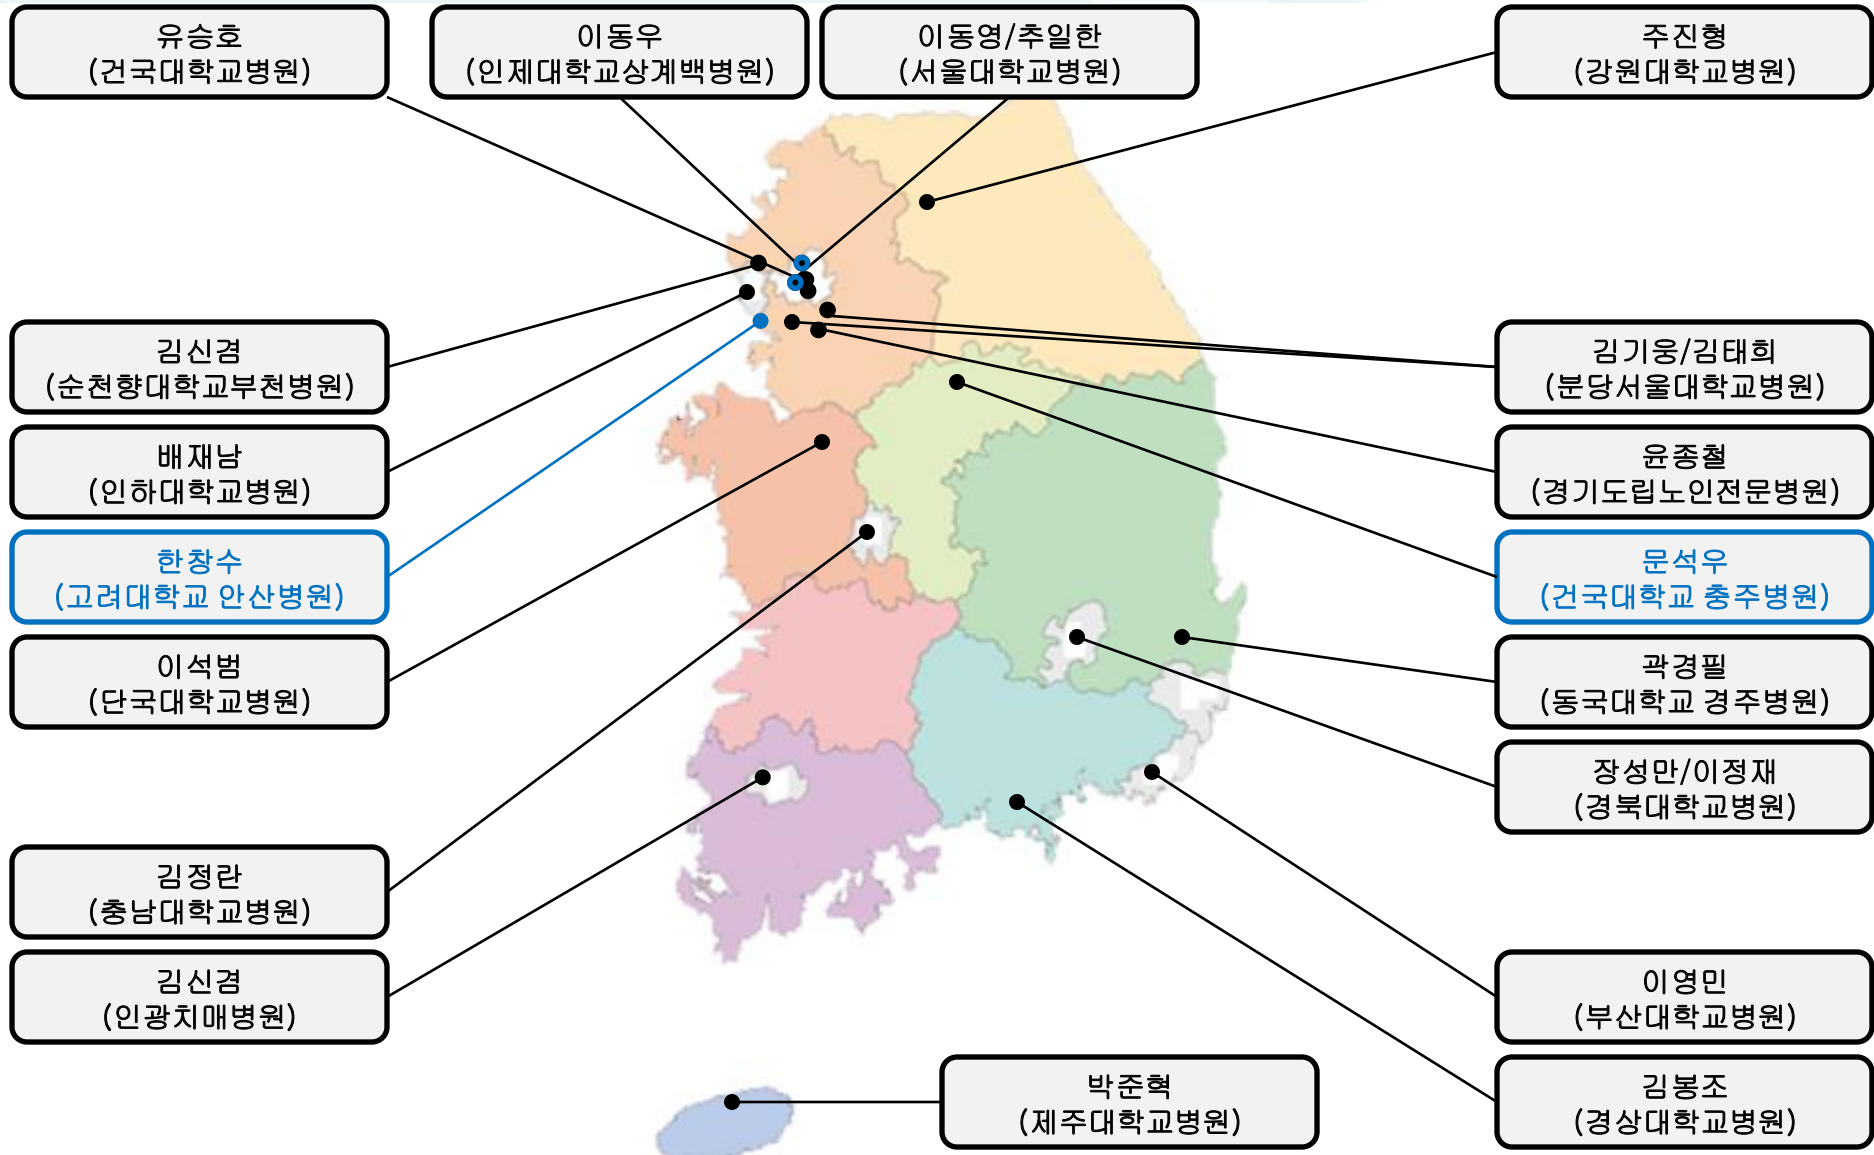 유승호
(건국대학교병원)
이동우
(인제대학교상계백병원)
이동영/추일한
(서울대학교병원)
주진형
(강원대학교병원)
김신겸
(순천향대학교부천병원)
배재남
(인하대학교병원)
한창수
(고려대학교 안산병원)
이석범
(단국대학교병원)
김정란
(충남대학교병원)
김신겸
(인광치매병원)
김기웅/김태희
(분당서울대학교병원)
윤종철
(경기도립노인전문병원)
문석우
(건국대학교 충주병원)
곽경필
(동국대학교 경주병원)
장성만/이정재
(경북대학교병원)
이영민
(부산대학교병원)
김봉조
(경상대학교병원)
박준혁
(제주대학교병원)